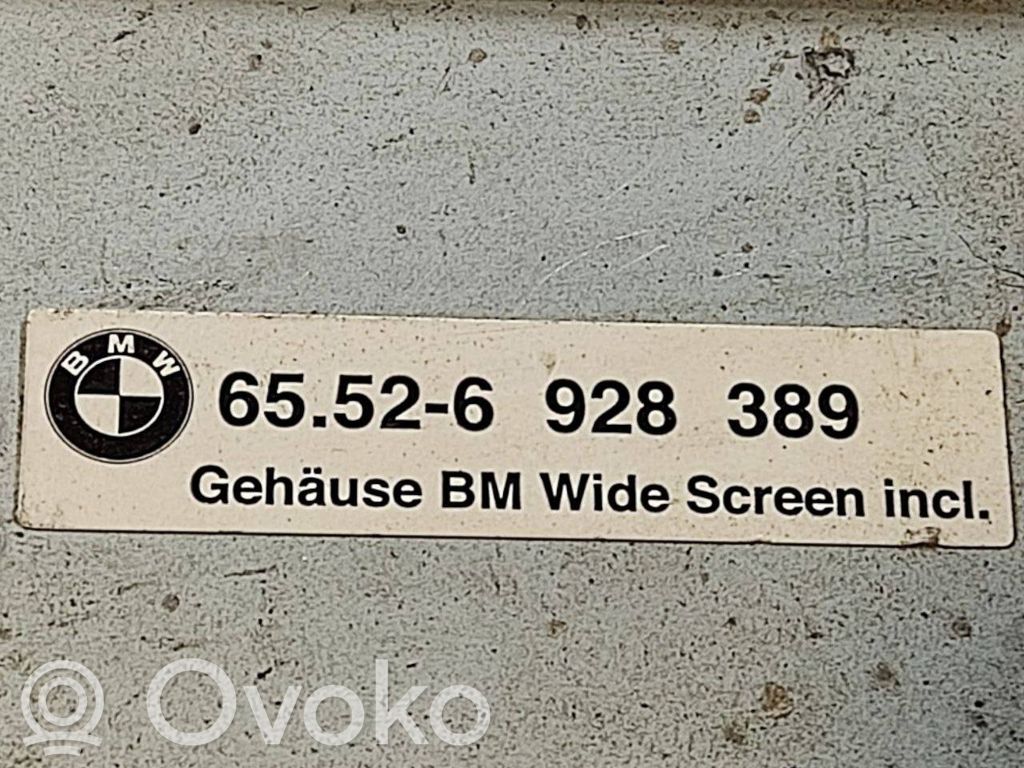 BMW
65.52-6 928 389
Gehäuse BM Wide Screen incl.
Ovoko